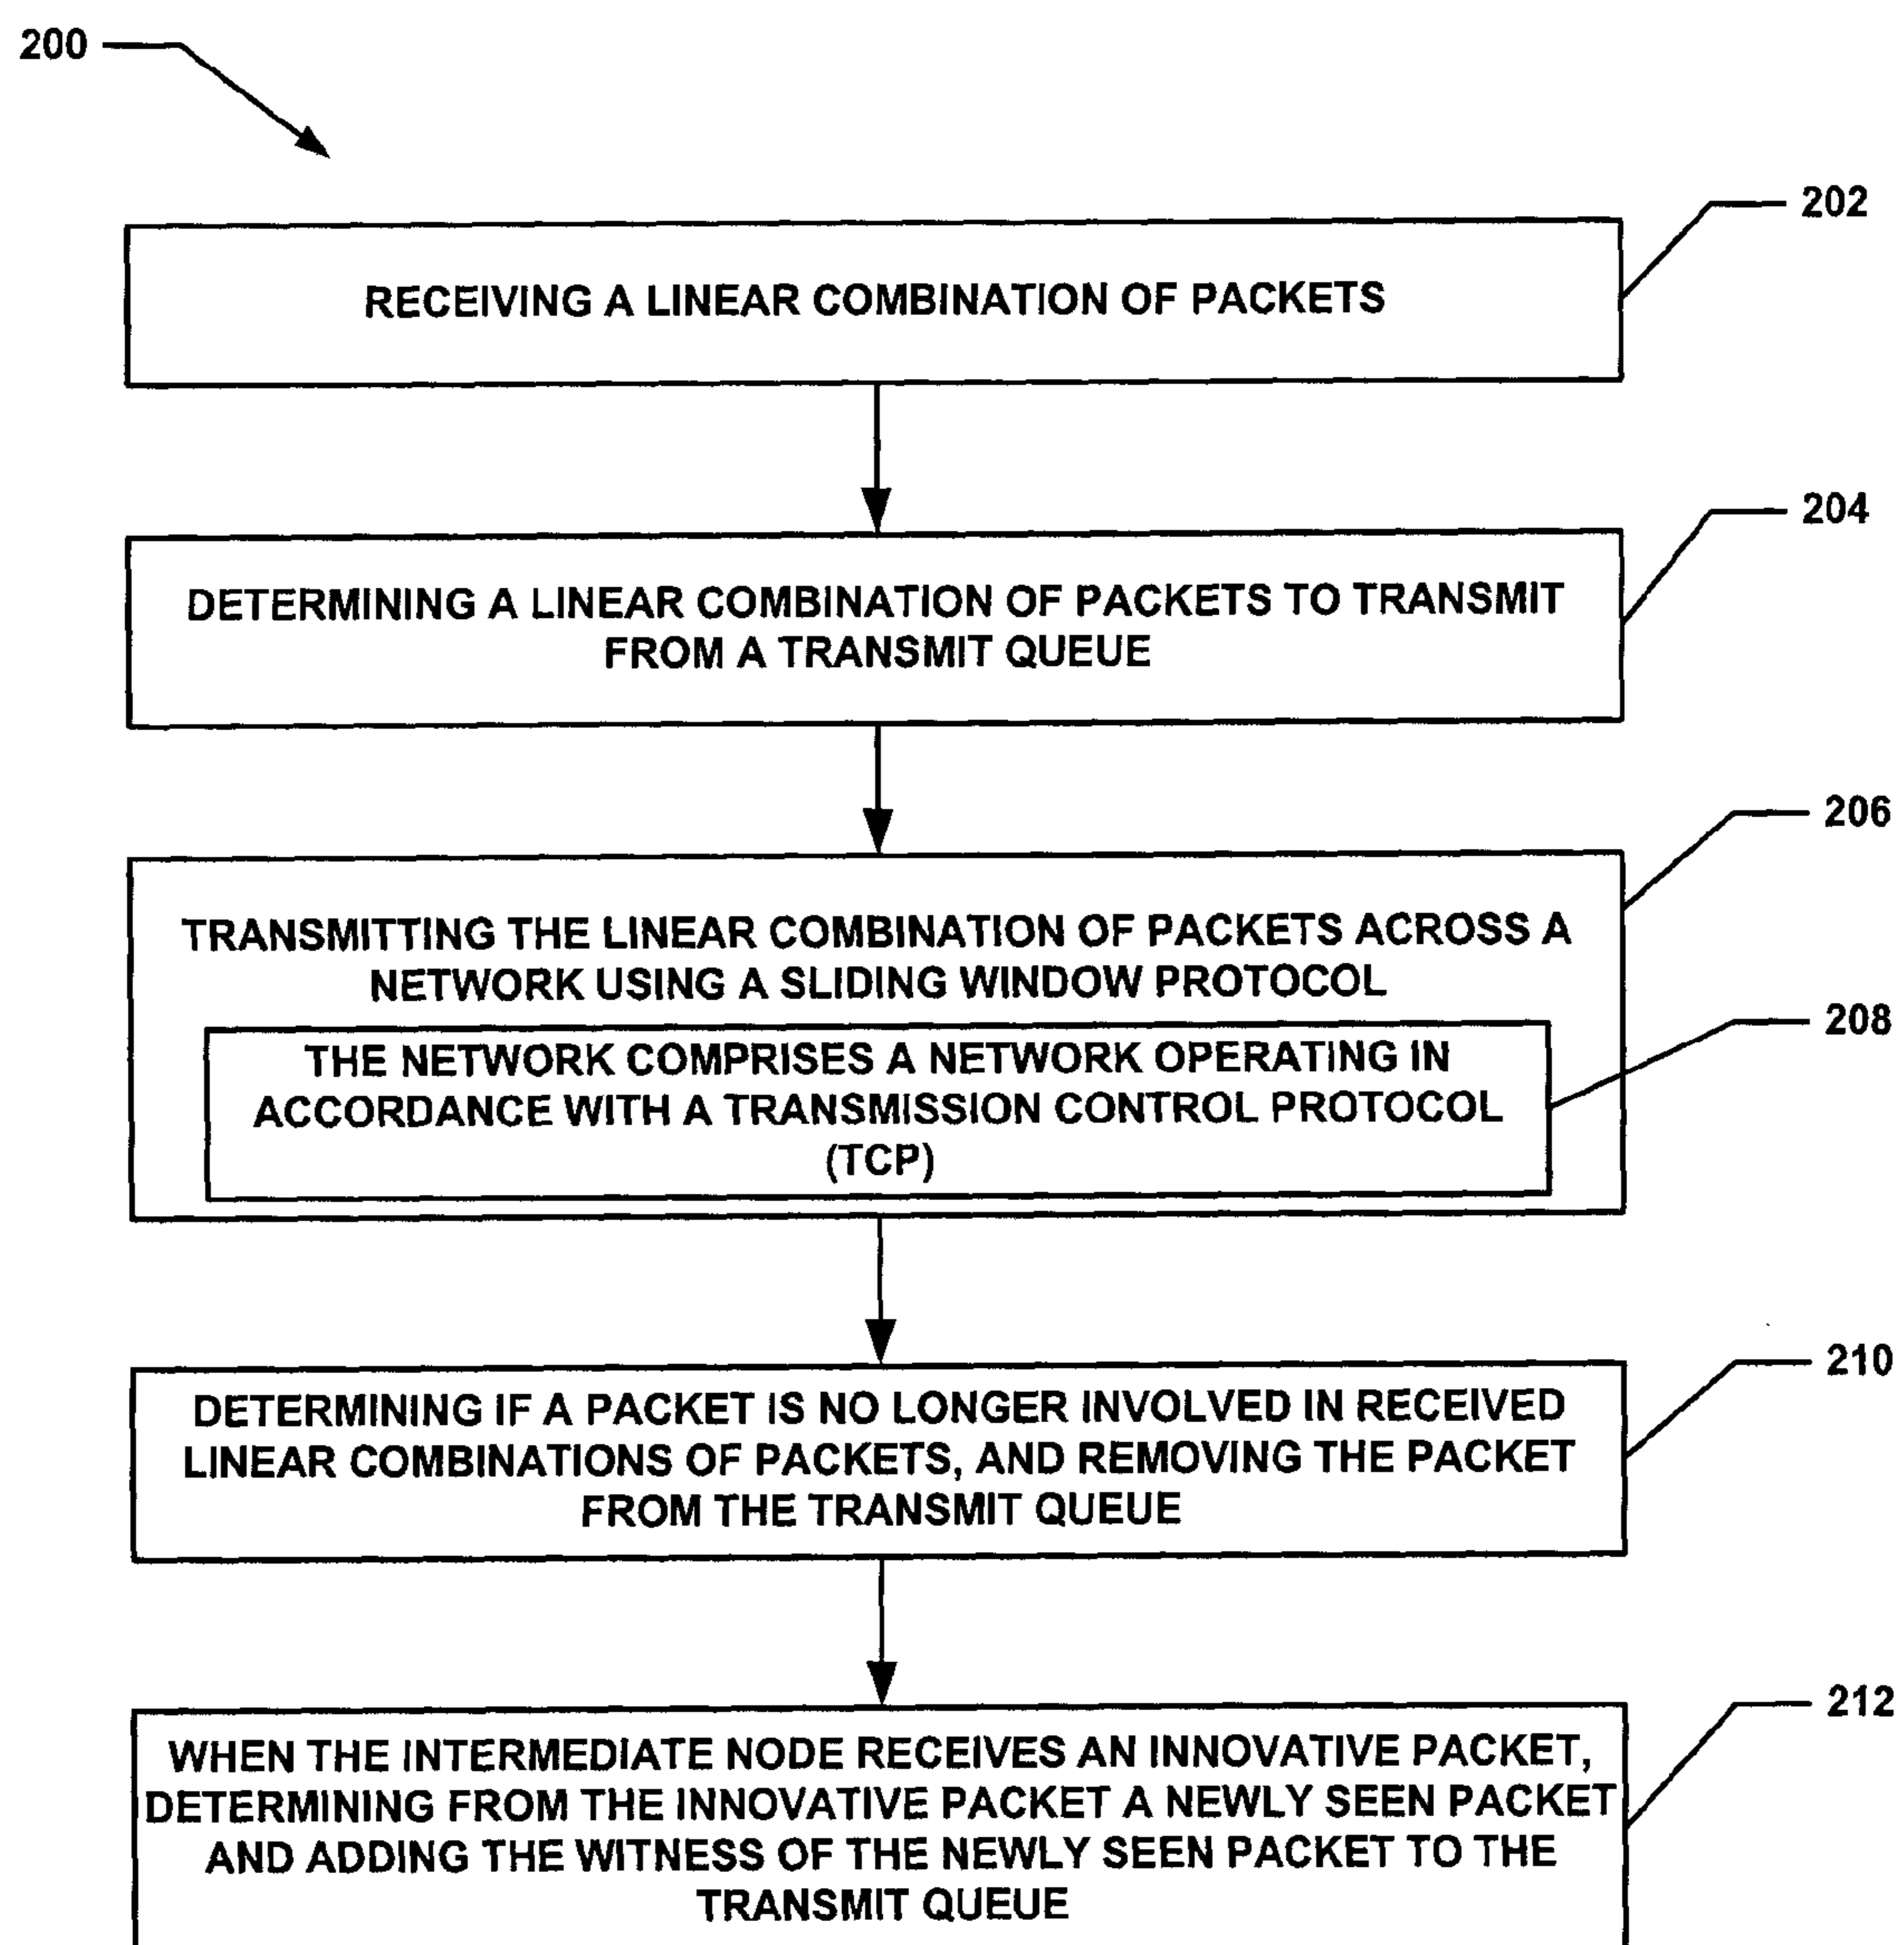 200
202
RECEIVING A LINEAR COMBINATION OF PACKETS
204
DETERMINING A LINEAR COMBINATION OF PACKETS TO TRANSMIT
FROM A TRANSMIT QUEUE
206
TRANSMITTING THE LINEAR COMBINATION OF PACKETS ACROSS A
NETWORK USING A SLIDING WINDOW PROTOCOL
208
THE NETWORK COMPRISES A NETWORK OPERATING IN
ACCORDANCE WITH A TRANSMISSION CONTROL PROTOCOL
(TCP)
210
DETERMINING IF A PACKET IS NO LONGER INVOLVED IN RECEIVED
LINEAR COMBINATIONS OF PACKETS, AND REMOVING THE PACKET
FROM THE TRANSMIT QUEUE
212
WHEN THE INTERMEDIATE NODE RECEIVES AN INNOVATIVE PACKET,
DETERMINING FROM THE INNOVATIVE PACKET A NEWLY SEEN PACKET
AND ADDING THE WITNESS OF THE NEWLY SEEN PACKET TO THE
TRANSMIT QUEUE